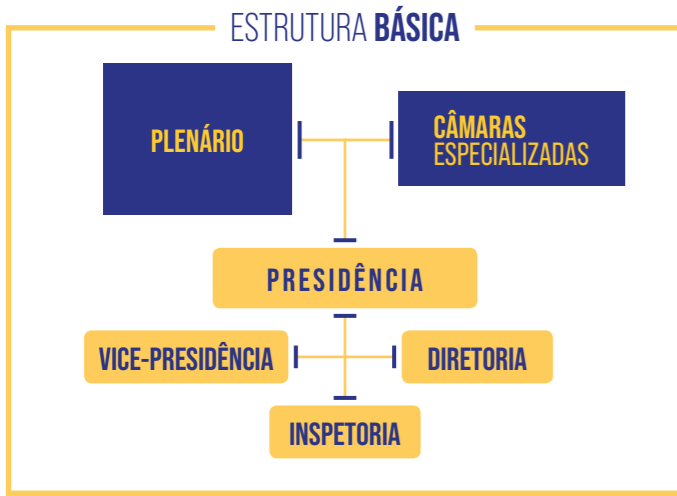 ESTRUTURA BÁSICA
PLENÁRIO
CÂMARAS
ESPECIALIZADAS
PRESIDÊNCIA
VICE-PRESIDÊNCIA
DIRETORIA
INSPETORIA